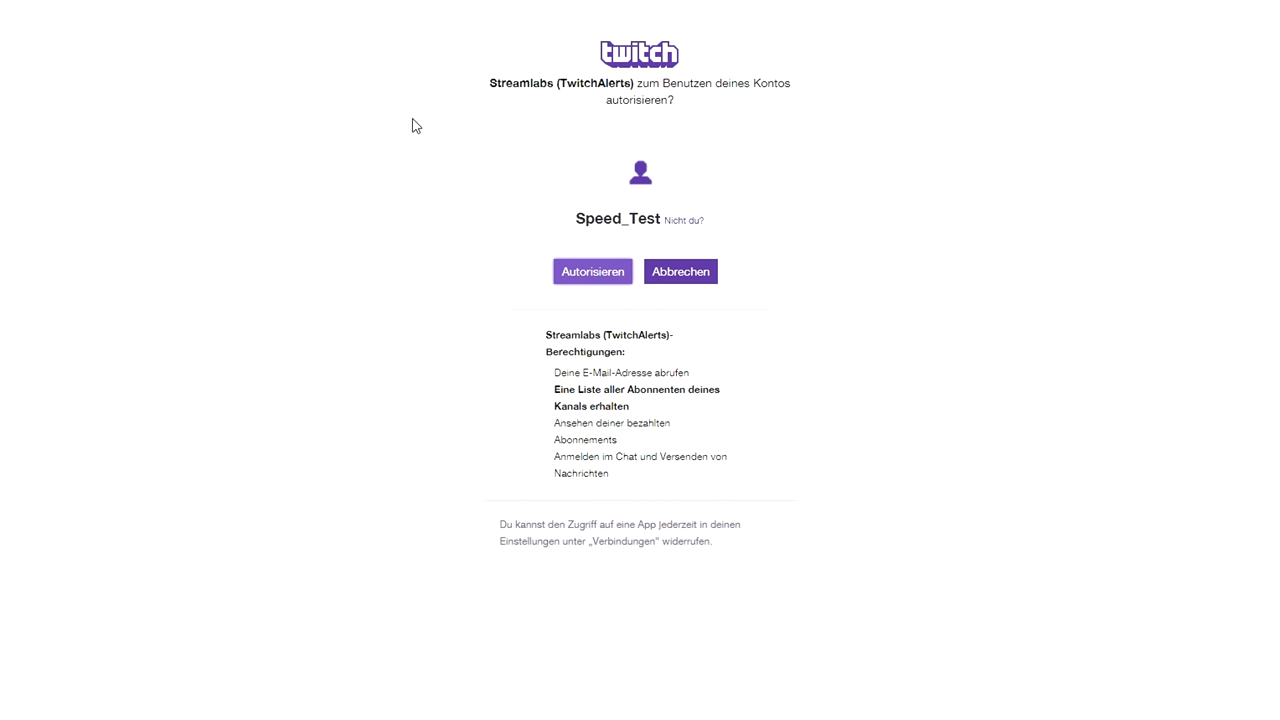 twitch
Streamlabs (TwitchAlerts) zum Benutzen deines Kontos
autorisieren?
Speed_Test Nicht du?
Autorisieren Abbrechen
Streamlabs (TwitchAlerts)-
Berechtigungen:
Deine E-Mail-Adresse abrufen
Eine Liste aller Abonnenten deines
Kanals erhalten
Ansehen deiner bezahlten
Abonnements
Anmelden im Chat und Versenden von
Nachrichten
Du kannst den Zugriff auf eine App jederzeit in deinen
Einstellungen unter „Verbindungen" widerrufen.